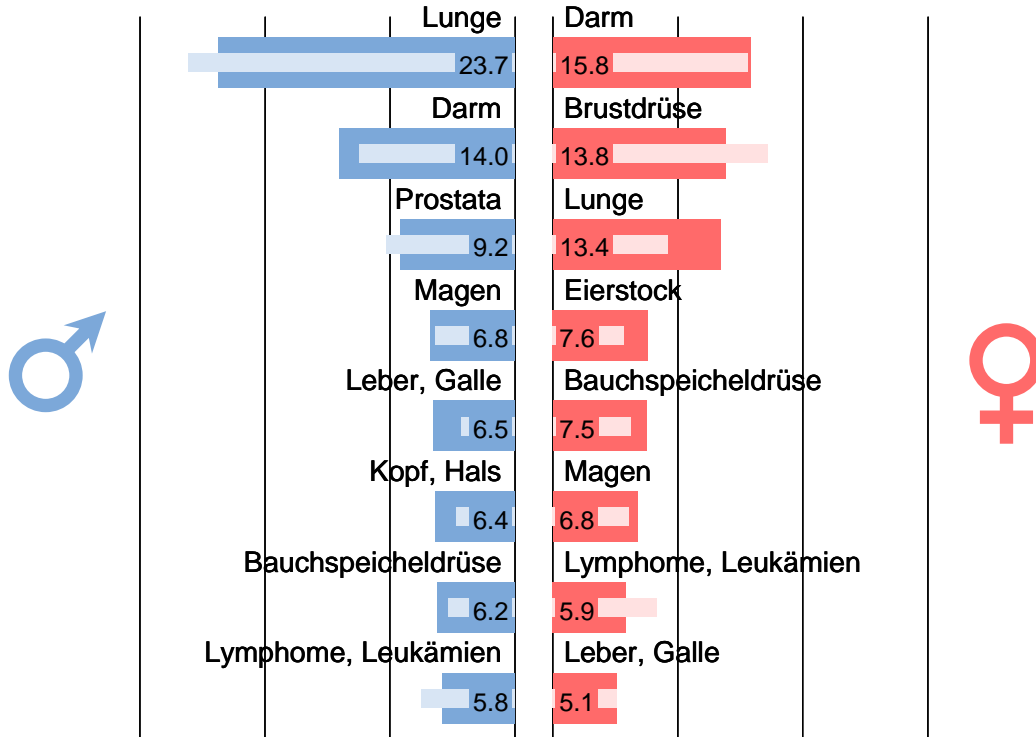 Lunge
23.7
Darm
14.0
Prostata
9.2
Magen
6.8
Leber, Galle
6.5
Kopf, Hals
6.4
Bauchspeicheldrüse
6.2
Lymphome, Leukämien
5.8
Darm
15.8
Brustdrüse
13.8
Lunge
13.4
Eierstock
7.6
Bauchspeicheldrüse
7.5
Magen
6.8
Lymphome, Leukämien
5.9
Leber, Galle
5.1